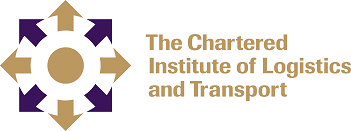 The Chartered
Institute of Logistics
and Transport